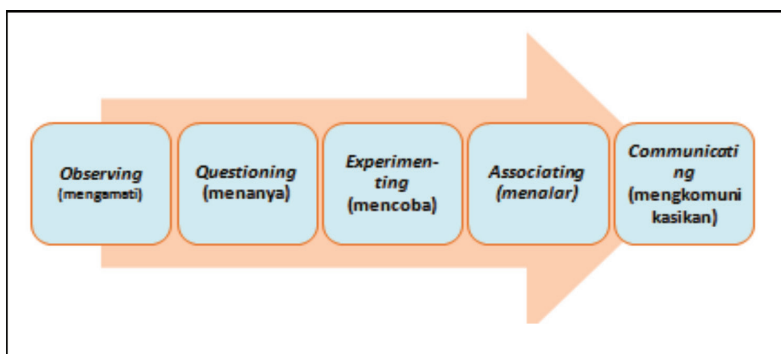 Observing
(mengamati)
Questioning
(menanya)
Experimen-
ting
(mencoba)
Associating
(menalar)
Communicati
ng
(mengkomuni
kasikan)